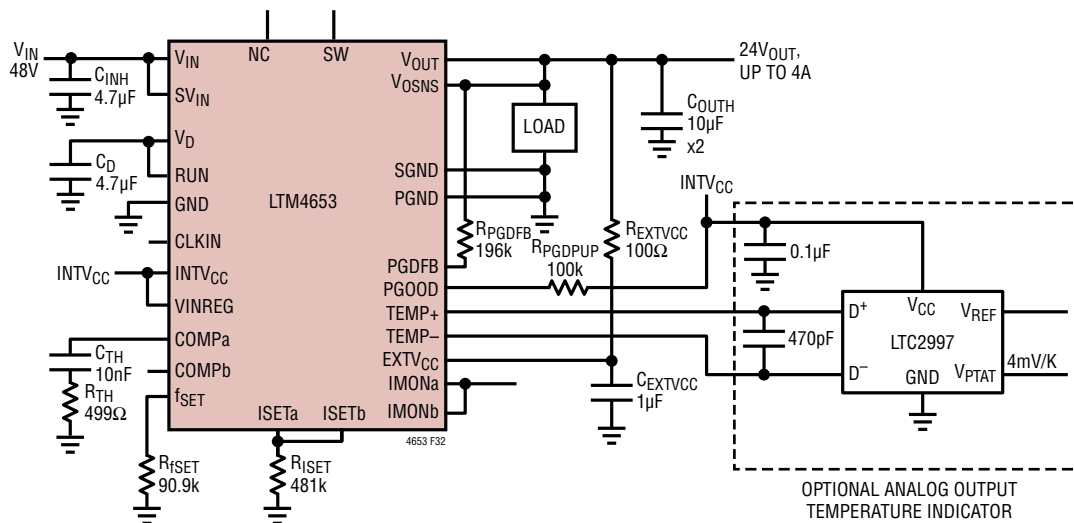 NC
SW
V_IN
48V
C_INH
4.7µF
V_IN
SV_IN
V_D
C_D
4.7µF
RUN
GND
CLKIN
INTV_CC
INTV_CC
VINREG
COMPa
C_TH
10nF
COMPb
R_TH
499Ω
f_SET
R_fSET
90.9k
ISETa
ISETb
R_ISET
481k
LTM4653
V_OUT
V_OSNS
SGND
PGND
PGDFB
PGOOD
TEMP+
TEMP–
EXTV_CC
IMONa
IMONb
4653 F32
LOAD
24V_OUT,
UP TO 4A
C_OUTH
10µF
x2
R_PGDFB
196k
R_PGDPUP
100k
R_EXTVCC
100Ω
C_EXTVCC
1µF
INTV_CC
0.1µF
470pF
D+
D–
V_CC
LTC2997
GND
V_REF
V_PTAT
4mV/K
OPTIONAL ANALOG OUTPUT
TEMPERATURE INDICATOR